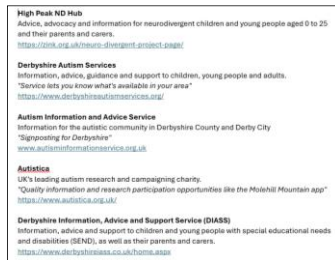 High Peak ND Hub
Advice, advocacy and information for neurodivergent children and young people aged 0 to 25
and their parents and carers.
https://zink.org.uk/neuro-divergent-project-page/
Derbyshire Autism Services
Information, advice, guidance and support to children, young people and adults.
"Service lets you know what's available in your area"
https://www.derbyshireautismservices.org/
Autism Information and Advice Service
Information for the autistic community in Derbyshire County and Derby City
"Signposting for Derbyshire"
www.autisminformationservice.org.uk
Autistica
UK's leading autism research and campaigning charity.
"Quality information and research participation opportunities like the Molehill Mountain app"
https://www.autistica.org.uk/
Derbyshire Information, Advice and Support Service (DIASS)
Information, advice and support to children and young people with special educational needs
and disabilities (SEND), as well as their parents and carers.
https://www.derbyshireiass.co.uk/home.aspx